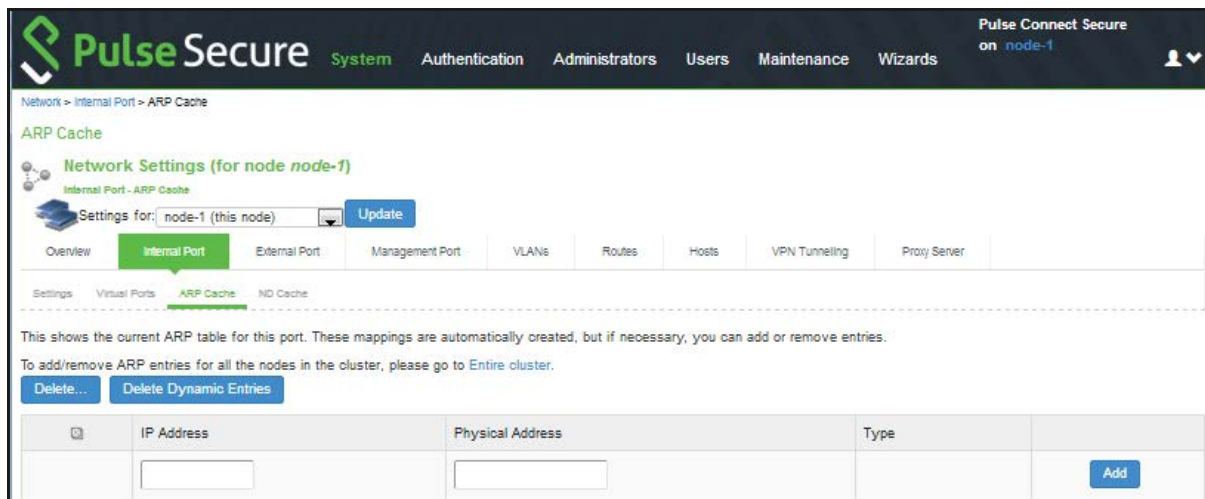 Pulse Secure System Authentication Administrators Users Maintenance Wizards
Pulse Connect Secure
on node-1
Network > Internal Port > ARP Cache
ARP Cache
Network Settings (for node node-1)
Internal Port - ARP Cache
Settings for: node-1 (this node) Update
Overview Internal Port External Port Management Port VLANs Routes Hosts VPN Tunneling Proxy Server
Settings Virtual Ports ARP Cache ND Cache
This shows the current ARP table for this port. These mappings are automatically created, but if necessary, you can add or remove entries.
To add/remove ARP entries for all the nodes in the cluster, please go to Entire cluster.
Delete... Delete Dynamic Entries
IP Address Physical Address Type
Add